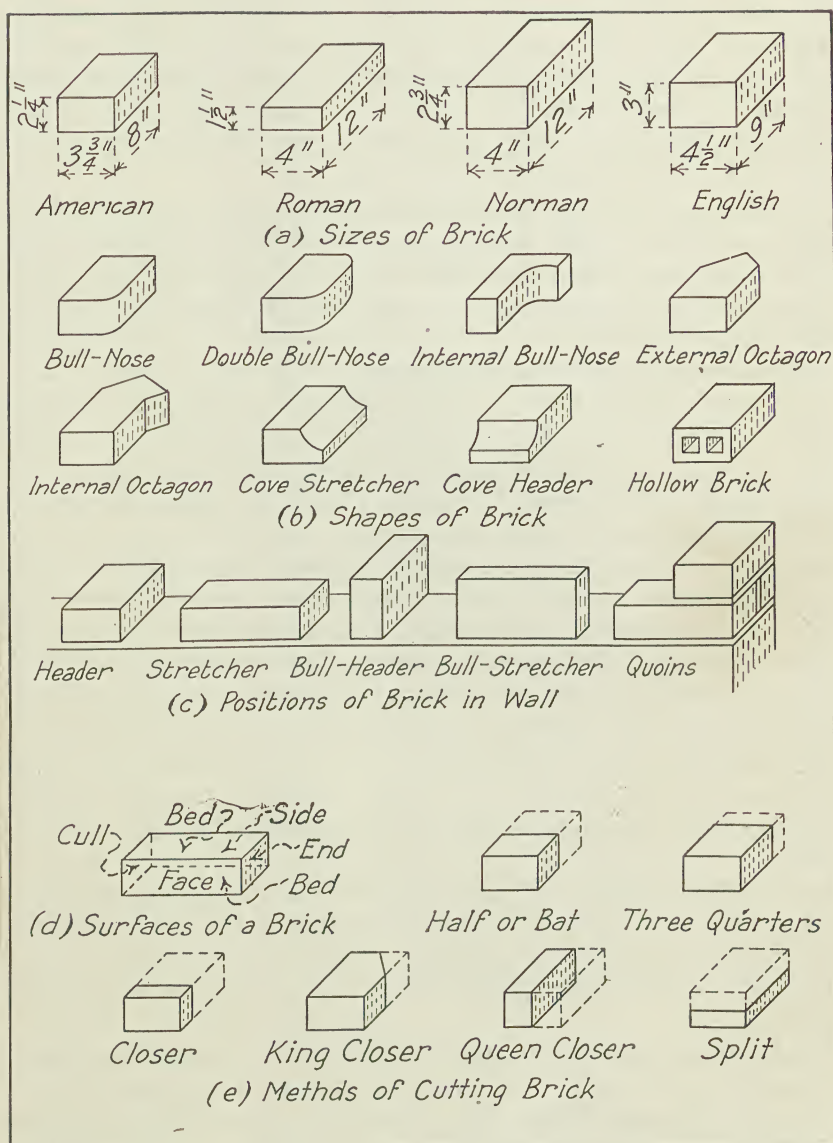 2 1/4" 3 3/4" 8" 1 1/2" 4" 12" 2 3/4" 4" 12" 3" 4 1/2" 9"
American Roman Norman English
(a) Sizes of Brick
Bull-Nose Double Bull-Nose Internal Bull-Nose External Octagon
Internal Octagon Cove Stretcher Cove Header Hollow Brick
(b) Shapes of Brick
Header Stretcher Bull-Header Bull-Stretcher Quoins
(c) Positions of Brick in Wall
Bed Side
Cull
End
Face Bed
(d) Surfaces of a Brick Half or Bat Three Quarters
Closer King Closer Queen Closer Split
(e) Methds of Cutting Brick